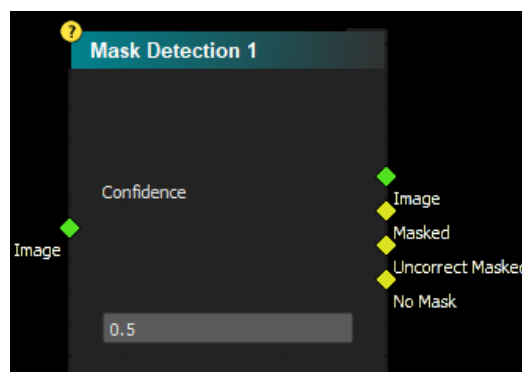 ?
Mask Detection 1
Confidence
Image
Image
Masked
Uncorrect Masked
No Mask
0.5